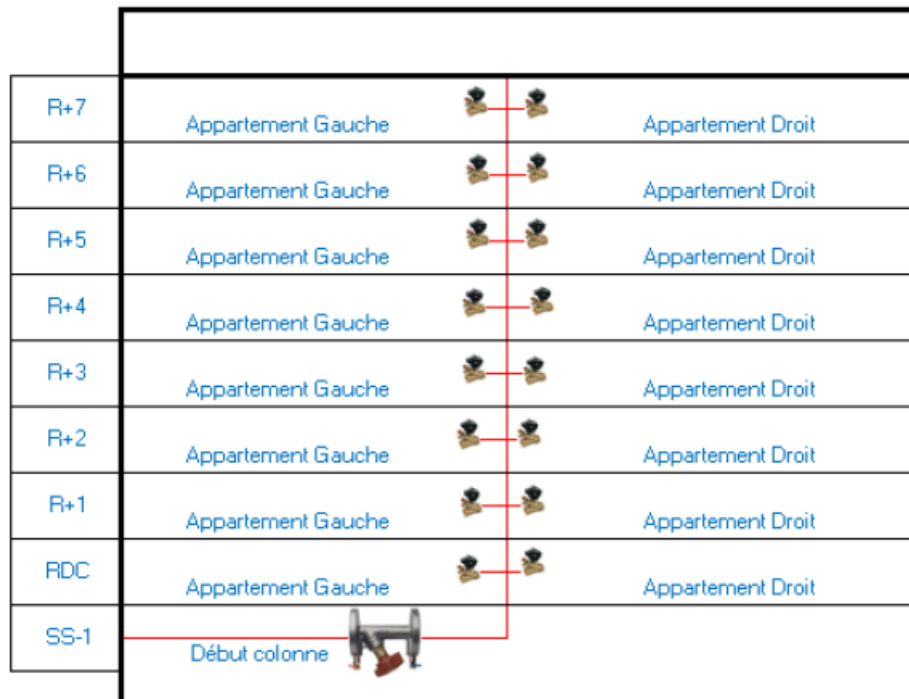 R+7
Appartement Gauche Appartement Droit
R+6
Appartement Gauche Appartement Droit
R+5
Appartement Gauche Appartement Droit
R+4
Appartement Gauche Appartement Droit
R+3
Appartement Gauche Appartement Droit
R+2
Appartement Gauche Appartement Droit
R+1
Appartement Gauche Appartement Droit
RDC
Appartement Gauche Appartement Droit
SS-1
Début colonne